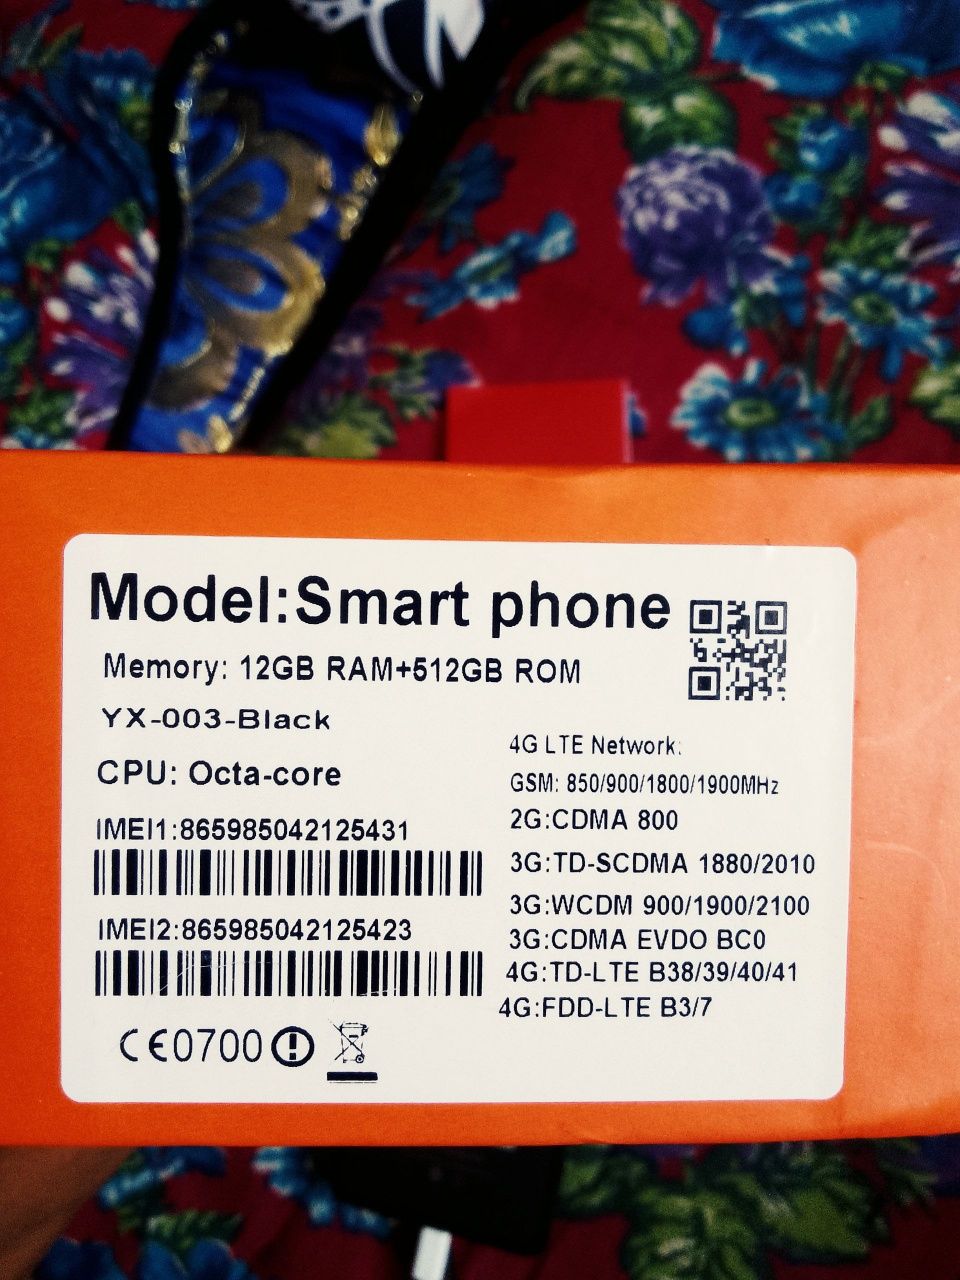 Model:Smart phone
Memory: 12GB RAM+512GB ROM
YX-003-Black
CPU: Octa-core
IMEI1:865985042125431
IMEI2:865985042125423
CE0700
4G LTE Network:
GSM: 850/900/1800/1900MHz
2G:CDMA 800
3G:TD-SCDMA 1880/2010
3G:WCDM 900/1900/2100
3G:CDMA EVDO BC0
4G:TD-LTE B38/39/40/41
4G:FDD-LTE B3/7